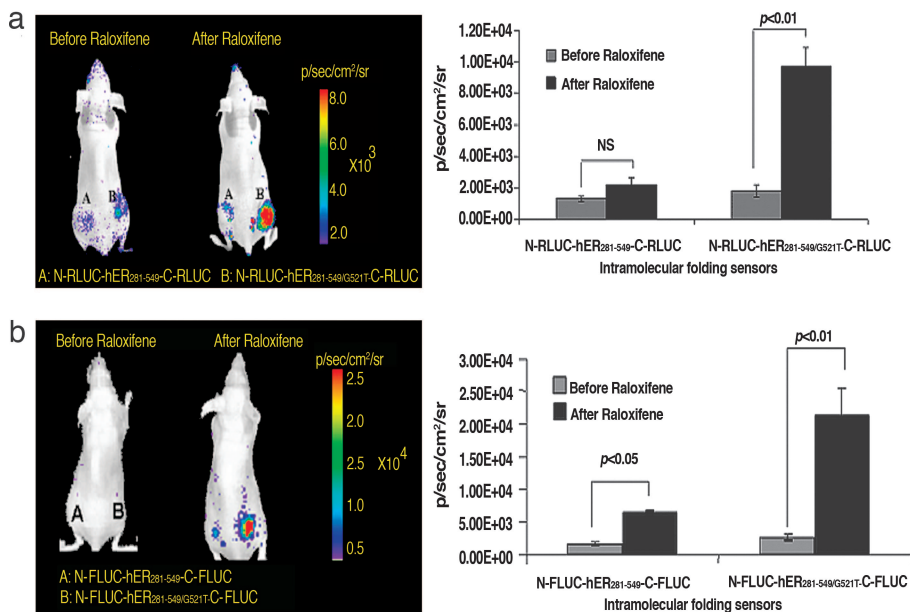 a
Before Raloxifene
After Raloxifene
p/sec/cm²/sr
8.0
6.0
X10³
4.0
2.0
A
B
A
B
A: N-RLUC-hER281-549-C-RLUC
B: N-RLUC-hER281-549/G521T-C-RLUC
p<0.01
1.20E+04
1.00E+04
8.00E+03
6.00E+03
4.00E+03
2.00E+03
0.00E+00
p/sec/cm²/sr
Before Raloxifene
After Raloxifene
NS
N-RLUC-hER281-549-C-RLUC
N-RLUC-hER281-549/G521T-C-RLUC
Intramolecular folding sensors
b
Before Raloxifene
After Raloxifene
p/sec/cm²/sr
2.5
2.0
2.5
X10⁴
1.0
0.5
A
B
A: N-FLUC-hER281-549-C-FLUC
B: N-FLUC-hER281-549/G521T-C-FLUC
3.00E+04
2.50E+04
2.00E+04
1.50E+04
1.00E+04
5.00E+03
0.00E+00
p/sec/cm²/sr
Before Raloxifene
After Raloxifene
p<0.05
p<0.01
N-FLUC-hER281-549-C-FLUC
N-FLUC-hER281-549/G521T-C-FLUC
Intramolecular folding sensors